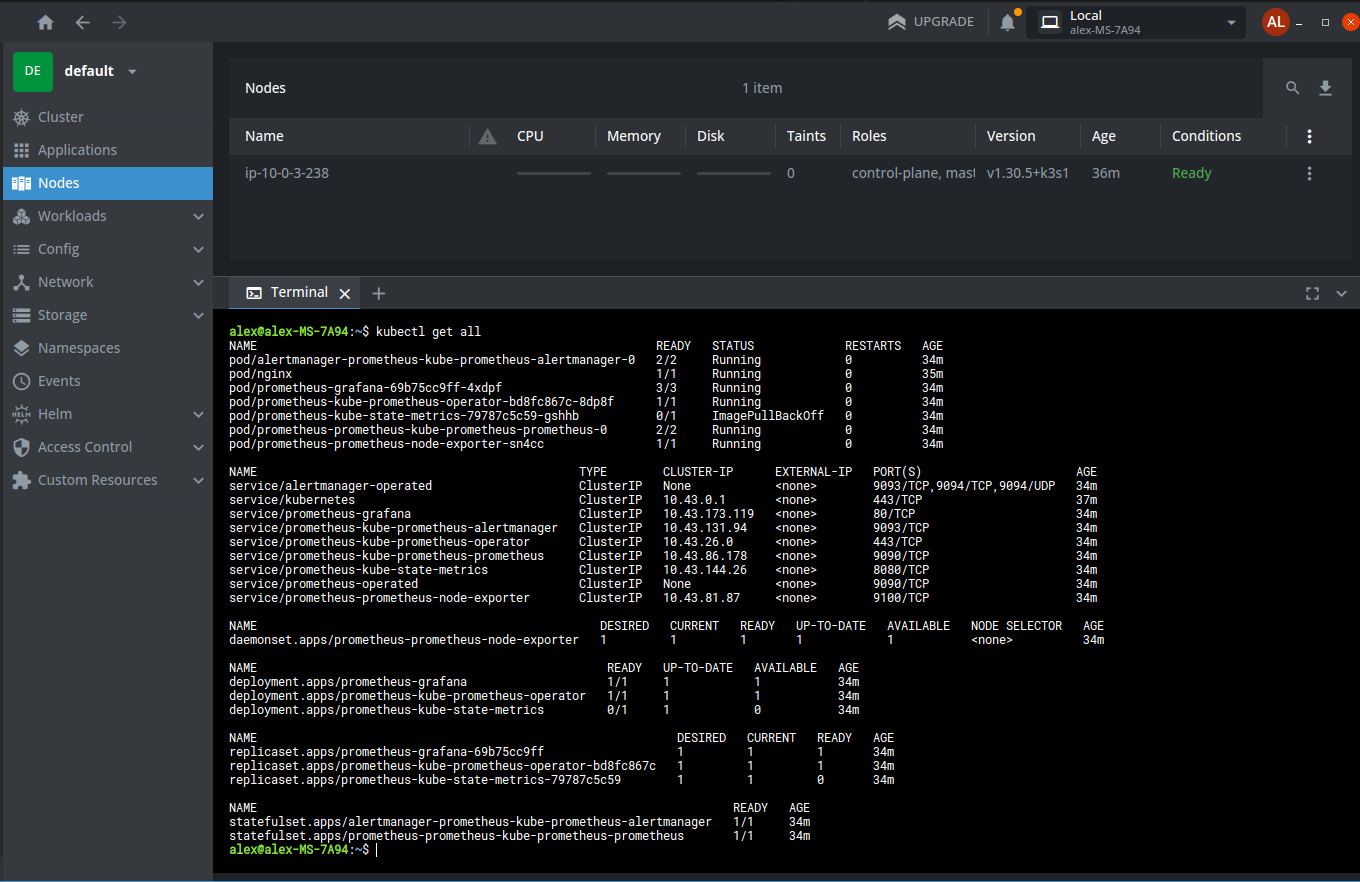 UPGRADE
Local
alex-MS-7A94
AL
DE default
Cluster
Applications
Nodes
Workloads
Config
Network
Storage
Namespaces
Events
HELM Helm
Access Control
Custom Resources
Nodes 1 item
Name CPU Memory Disk Taints Roles Version Age Conditions
ip-10-0-3-238 0 control-plane, mast v1.30.5+k3s1 36m Ready
Terminal
alex@alex-MS-7A94:~$ kubectl get all
NAME READY STATUS RESTARTS AGE
pod/alertmanager-prometheus-kube-prometheus-alertmanager-0 2/2 Running 0 34m
pod/nginx 1/1 Running 0 35m
pod/prometheus-grafana-69b75cc9ff-4xdpf 3/3 Running 0 34m
pod/prometheus-kube-prometheus-operator-bd8fc867c-8dp8f 1/1 Running 0 34m
pod/prometheus-kube-state-metrics-79787c5c59-gshhb 0/1 ImagePullBackOff 0 34m
pod/prometheus-prometheus-kube-prometheus-prometheus-0 2/2 Running 0 34m
pod/prometheus-prometheus-node-exporter-sn4cc 1/1 Running 0 34m
NAME TYPE CLUSTER-IP EXTERNAL-IP PORT(S) AGE
service/alertmanager-operated ClusterIP None <none> 9093/TCP,9094/TCP,9094/UDP 34m
service/kubernetes ClusterIP 10.43.0.1 <none> 443/TCP 37m
service/prometheus-grafana ClusterIP 10.43.173.119 <none> 80/TCP 34m
service/prometheus-kube-prometheus-alertmanager ClusterIP 10.43.131.94 <none> 9093/TCP 34m
service/prometheus-kube-prometheus-operator ClusterIP 10.43.26.0 <none> 443/TCP 34m
service/prometheus-kube-prometheus-prometheus ClusterIP 10.43.86.178 <none> 9090/TCP 34m
service/prometheus-kube-state-metrics ClusterIP 10.43.144.26 <none> 8080/TCP 34m
service/prometheus-operated ClusterIP None <none> 9090/TCP 34m
service/prometheus-prometheus-node-exporter ClusterIP 10.43.81.87 <none> 9100/TCP 34m
NAME DESIRED CURRENT READY UP-TO-DATE AVAILABLE NODE SELECTOR AGE
daemonset.apps/prometheus-prometheus-node-exporter 1 1 1 1 1 <none> 34m
NAME READY UP-TO-DATE AVAILABLE AGE
deployment.apps/prometheus-grafana 1/1 1 1 34m
deployment.apps/prometheus-kube-prometheus-operator 1/1 1 1 34m
deployment.apps/prometheus-kube-state-metrics 0/1 1 0 34m
NAME DESIRED CURRENT READY AGE
replicaset.apps/prometheus-grafana-69b75cc9ff 1 1 1 34m
replicaset.apps/prometheus-kube-prometheus-operator-bd8fc867c 1 1 1 34m
replicaset.apps/prometheus-kube-state-metrics-79787c5c59 1 1 0 34m
NAME READY AGE
statefulset.apps/alertmanager-prometheus-kube-prometheus-alertmanager 1/1 34m
statefulset.apps/prometheus-prometheus-kube-prometheus-prometheus 1/1 34m
alex@alex-MS-7A94:~$